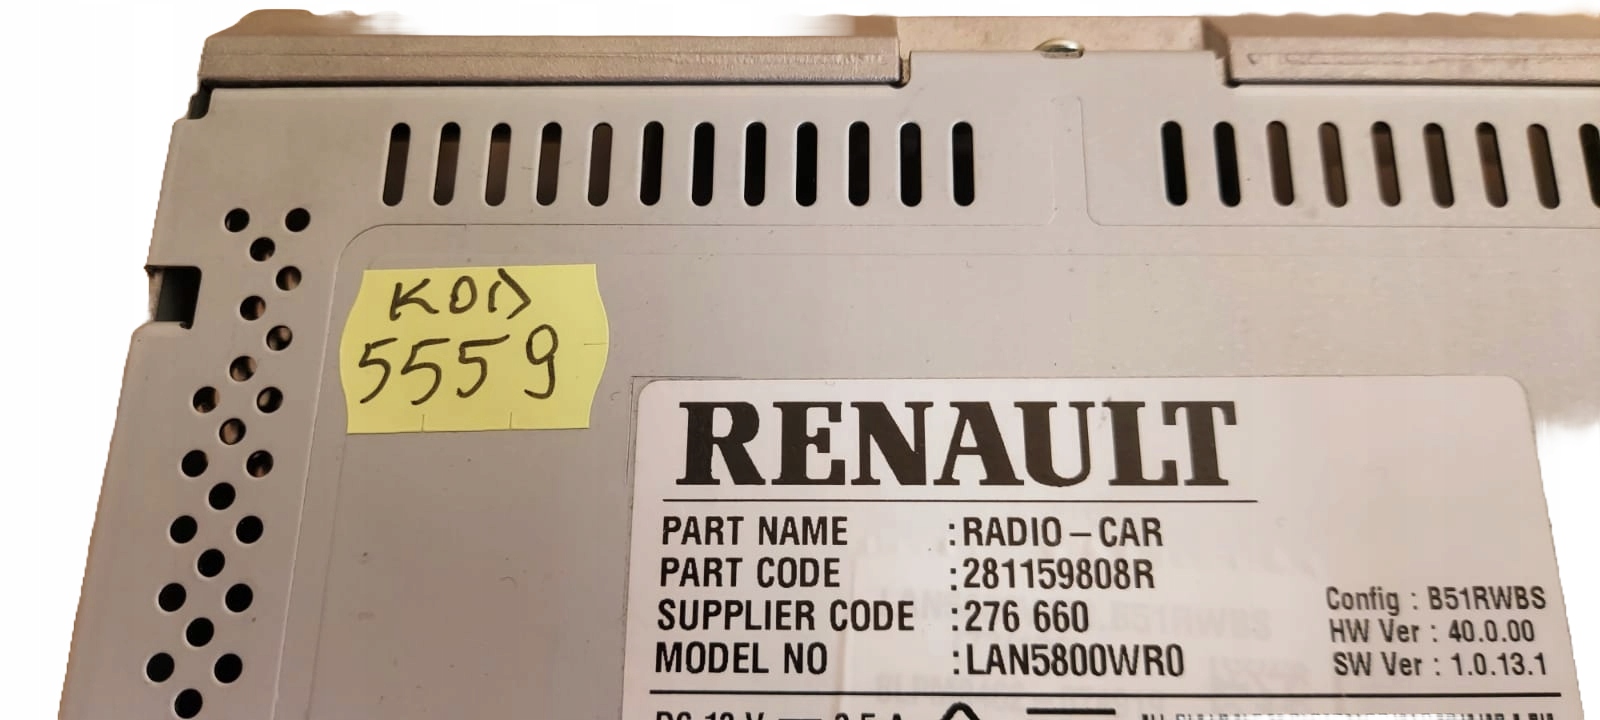 КОД
5559
RENAULT
PART NAME :RADIO-CAR
PART CODE :281159808R
SUPPLIER CODE :276 660
MODEL NO :LAN5800WR0
Config : B51RWBS
HW Ver : 40.0.00
SW Ver : 1.0.13.1